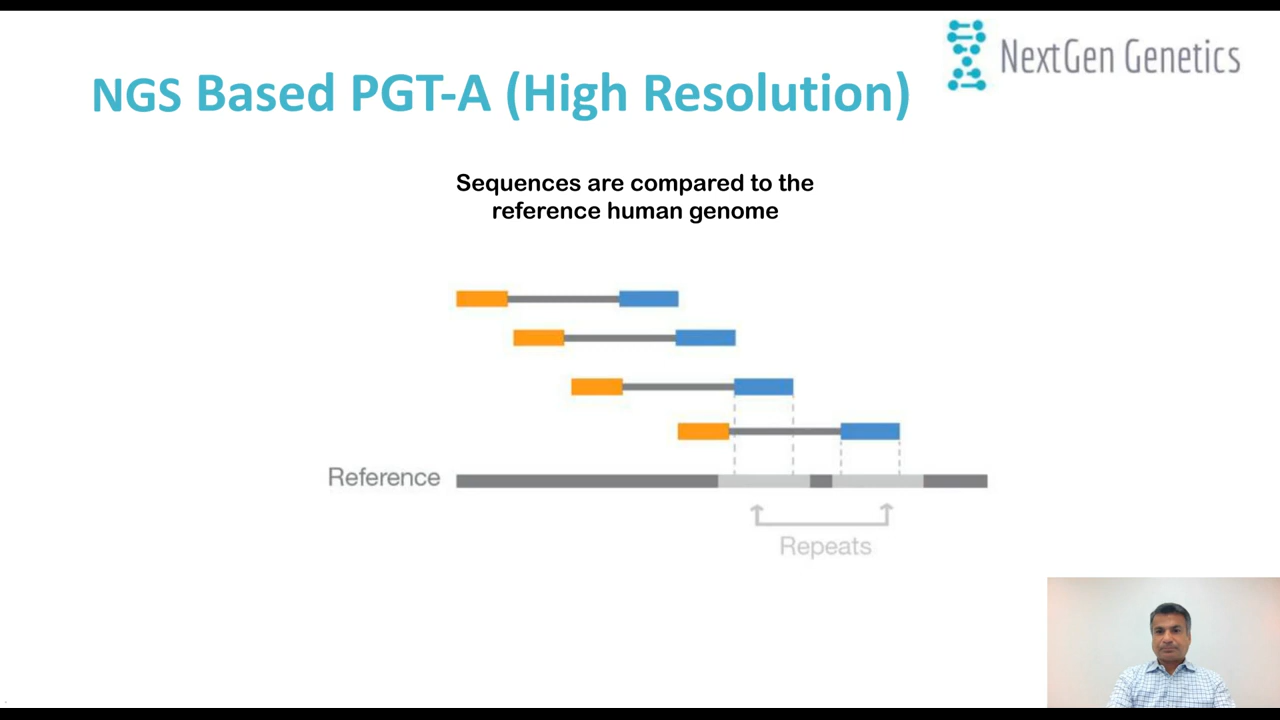 NextGen Genetics
NGS Based PGT-A (High Resolution)
Sequences are compared to the
reference human genome
Reference
Repeats